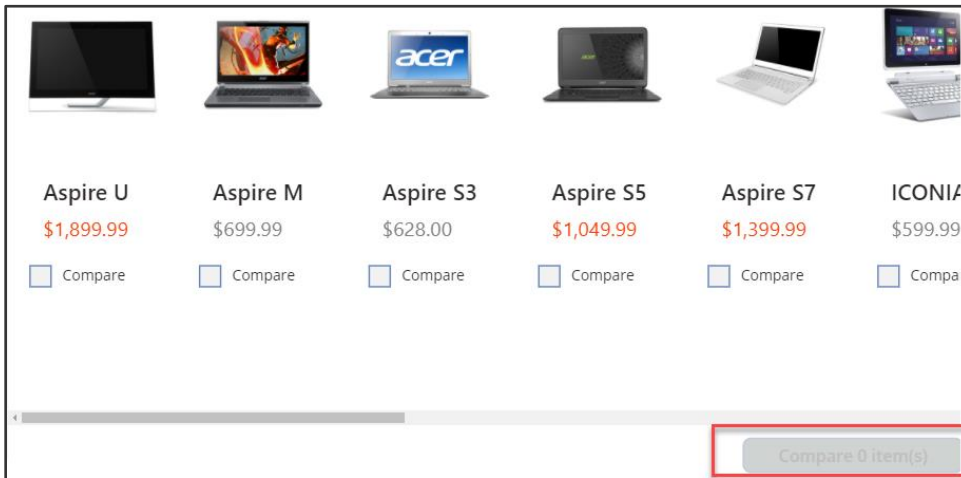 acer
Aspire U
Aspire M
Aspire S3
Aspire S5
Aspire S7
ICONIA
$1,899.99
$699.99
$628.00
$1,049.99
$1,399.99
$599.99
Compare
Compare
Compare
Compare
Compare
Compa
Compare 0 item(s)